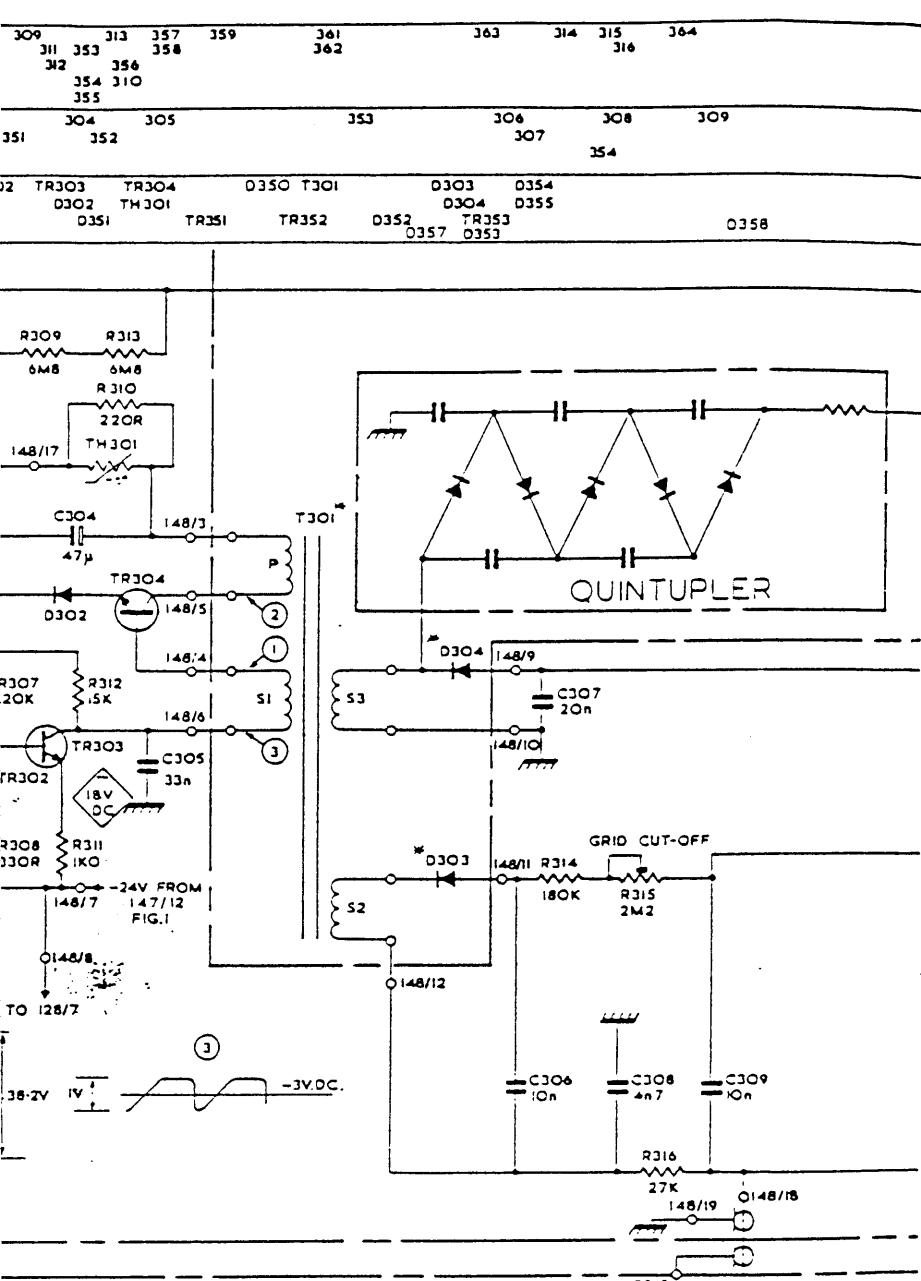 309 313 357 359 361 363 314 315 364
311 353 358 362 316
312 356
354 310
355
304 305 353 306 308 309
351 352 307
354
02 TR303 TR304 D350 T301 D303 D354
D302 TH301 D304 D355
D351 TR351 TR352 D352 TR353 D358
D357 D353
R309 R313
6M8 6M8
R310
220R
148/17 TH301
C304 148/3 T301 *
47µ P
TR304
D302 148/5 2
QUINTUPLER
1
148/4 * D304 148/9
R307 R312 S1 S3 C307
120K 15K 20n
148/6
TR303 3 148/10
TR302 C305
33n
18V
DC
R308 R311 GRID CUT-OFF
330R 1K0 * D303 148/11 R314
-24V FROM 180K R315
148/7 147/12 S2 2M2
FIG.1
148/8
148/12
TO 128/7
3
38·2V 1V -3V.DC. C306 C308 C309
10n 4n7 10n
R316
27K
148/18
148/19